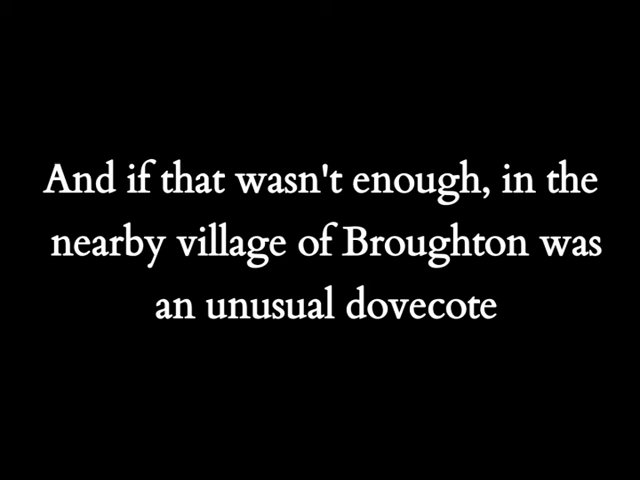 And if that wasn't enough, in the
nearby village of Broughton was
an unusual dovecote